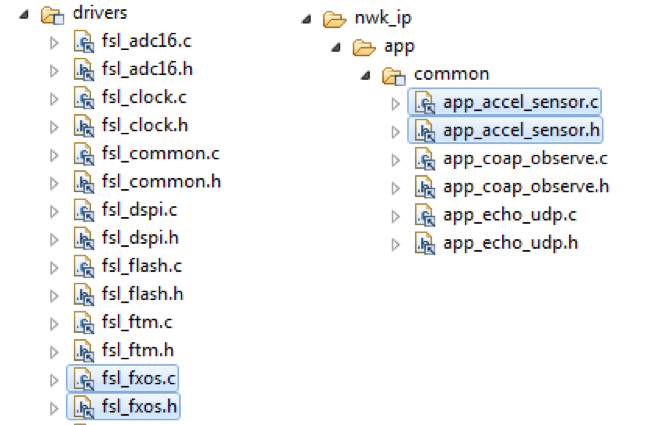 drivers
fsl_adc16.c
fsl_adc16.h
fsl_clock.c
fsl_clock.h
fsl_common.c
fsl_common.h
fsl_dspi.c
fsl_dspi.h
fsl_flash.c
fsl_flash.h
fsl_ftm.c
fsl_ftm.h
fsl_fxos.c
fsl_fxos.h
nwk_ip
app
common
app_accel_sensor.c
app_accel_sensor.h
app_coap_observe.c
app_coap_observe.h
app_echo_udp.c
app_echo_udp.h